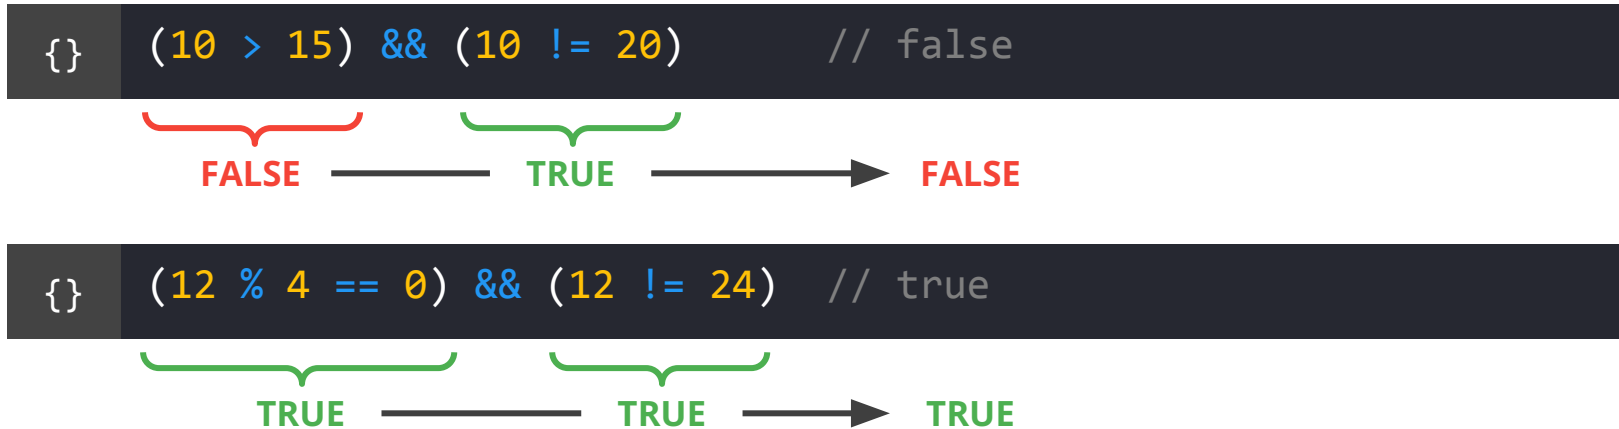 {} (10 > 15) && (10 != 20) // false
FALSE TRUE FALSE
{} (12 % 4 == 0) && (12 != 24) // true
TRUE TRUE TRUE